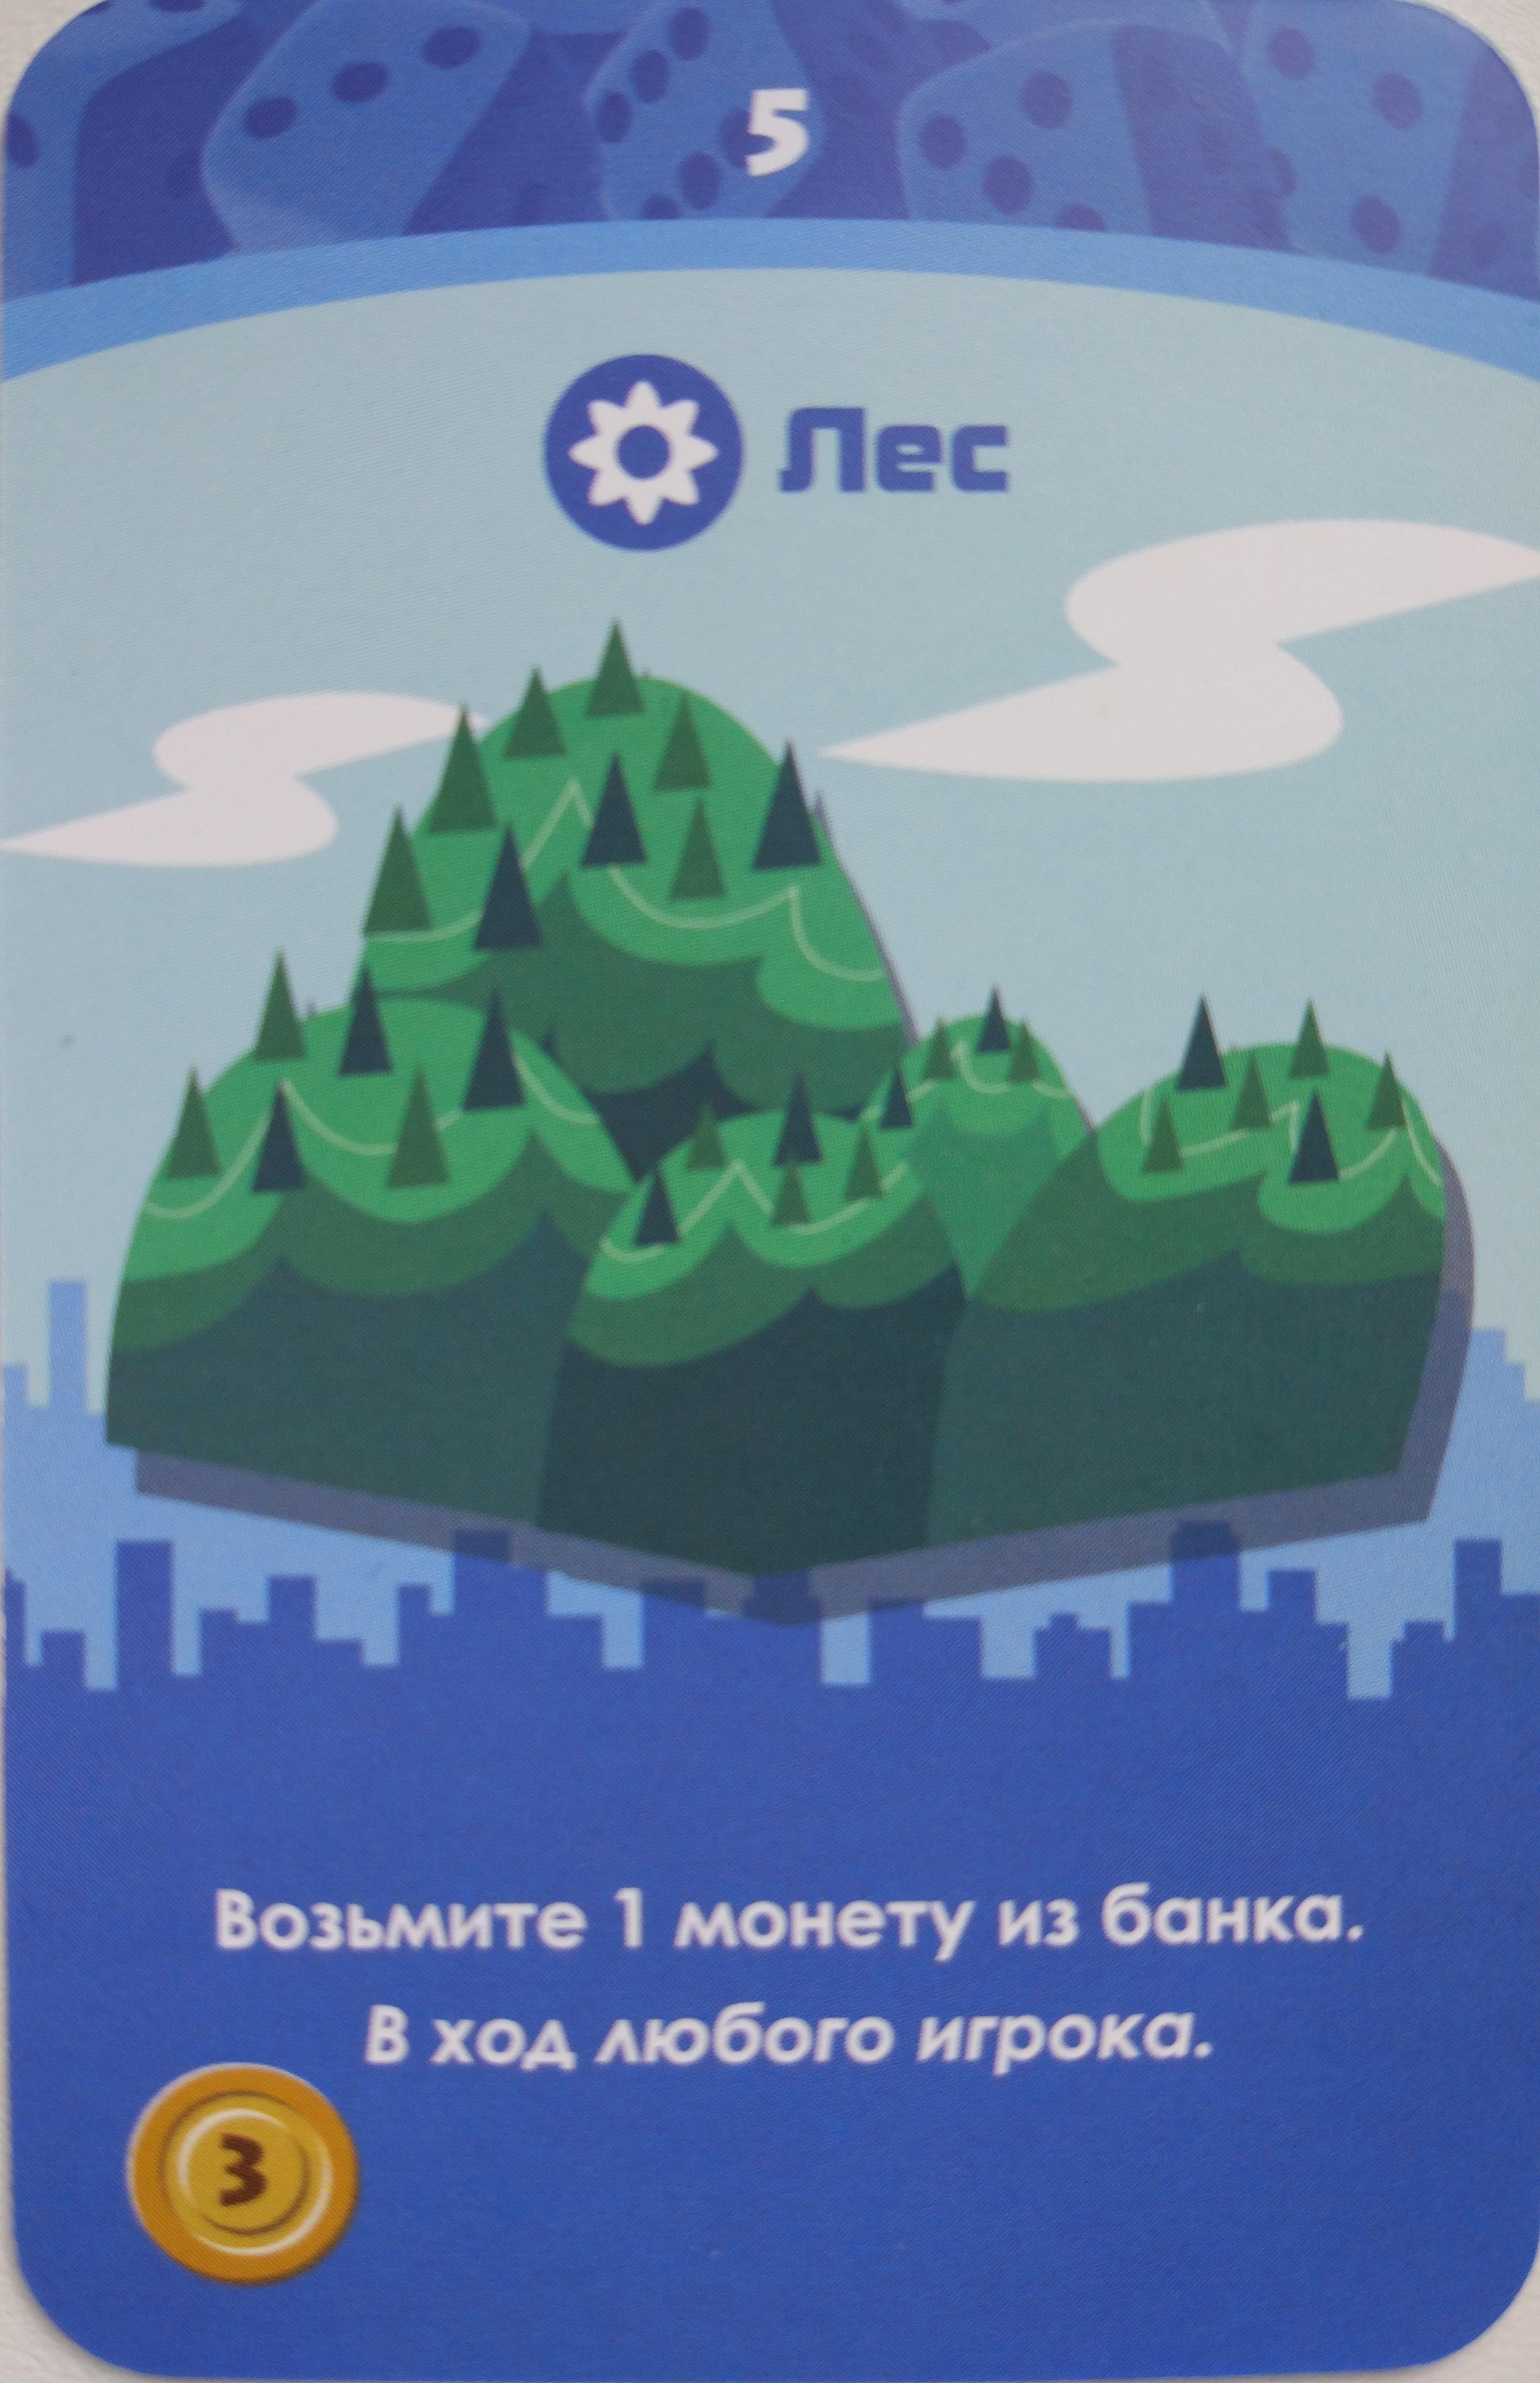 5
Лес
Возьмите 1 монету из банка.
В ход любого игрока.
3